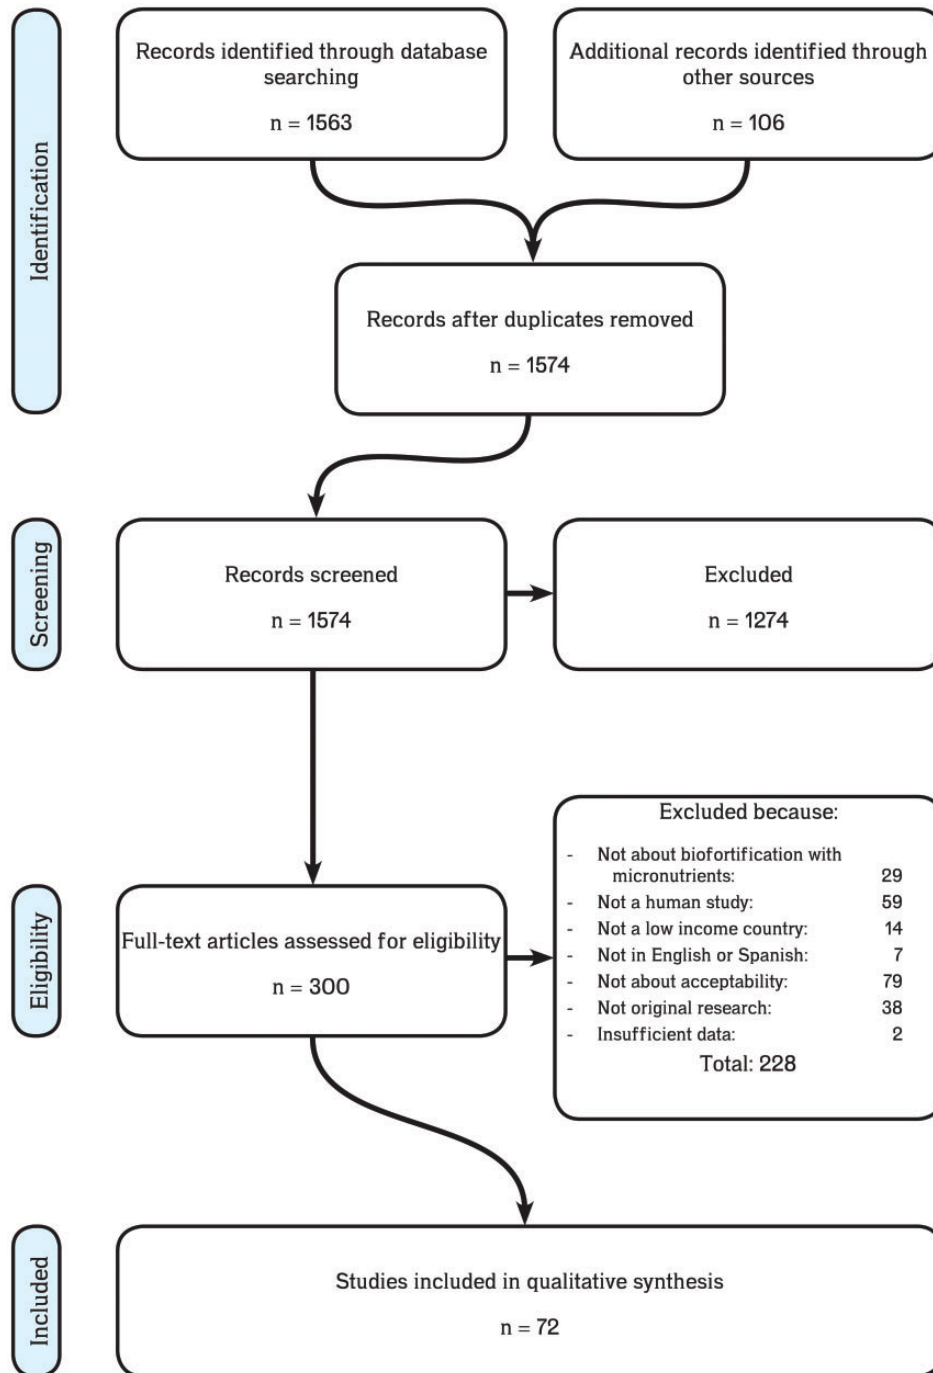 Identification
Records identified through database
searching
n = 1563
Additional records identified through
other sources
n = 106
Records after duplicates removed
n = 1574
Screening
Records screened
n = 1574
Excluded
n = 1274
Eligibility
Full-text articles assessed for eligibility
n = 300
Excluded because:
- Not about biofortification with
micronutrients: 29
- Not a human study: 59
- Not a low income country: 14
- Not in English or Spanish: 7
- Not about acceptability: 79
- Not original research: 38
- Insufficient data: 2
Total: 228
Included
Studies included in qualitative synthesis
n = 72